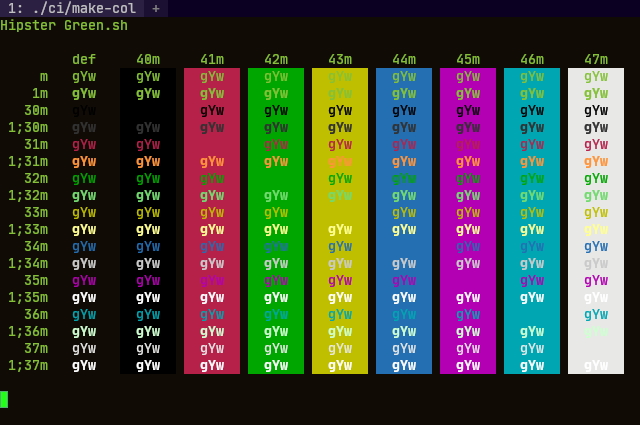 1: ./ci/make-col +
Hipster Green.sh
def 40m 41m 42m 43m 44m 45m 46m 47m
m gYw gYw gYw gYw gYw gYw gYw gYw gYw
1m gYw gYw gYw gYw gYw gYw gYw gYw gYw
30m gYw gYw gYw gYw gYw gYw gYw gYw
1;30m gYw gYw gYw gYw gYw gYw gYw gYw gYw
31m gYw gYw gYw gYw gYw gYw gYw gYw
1;31m gYw gYw gYw gYw gYw gYw gYw gYw gYw
32m gYw gYw gYw gYw gYw gYw gYw gYw
1;32m gYw gYw gYw gYw gYw gYw gYw gYw gYw
33m gYw gYw gYw gYw gYw gYw gYw gYw
1;33m gYw gYw gYw gYw gYw gYw gYw gYw gYw
34m gYw gYw gYw gYw gYw gYw gYw gYw
1;34m gYw gYw gYw gYw gYw gYw gYw gYw gYw
35m gYw gYw gYw gYw gYw gYw gYw gYw
1;35m gYw gYw gYw gYw gYw gYw gYw gYw gYw
36m gYw gYw gYw gYw gYw gYw gYw gYw
1;36m gYw gYw gYw gYw gYw gYw gYw gYw gYw
37m gYw gYw gYw gYw gYw gYw gYw gYw
1;37m gYw gYw gYw gYw gYw gYw gYw gYw gYw